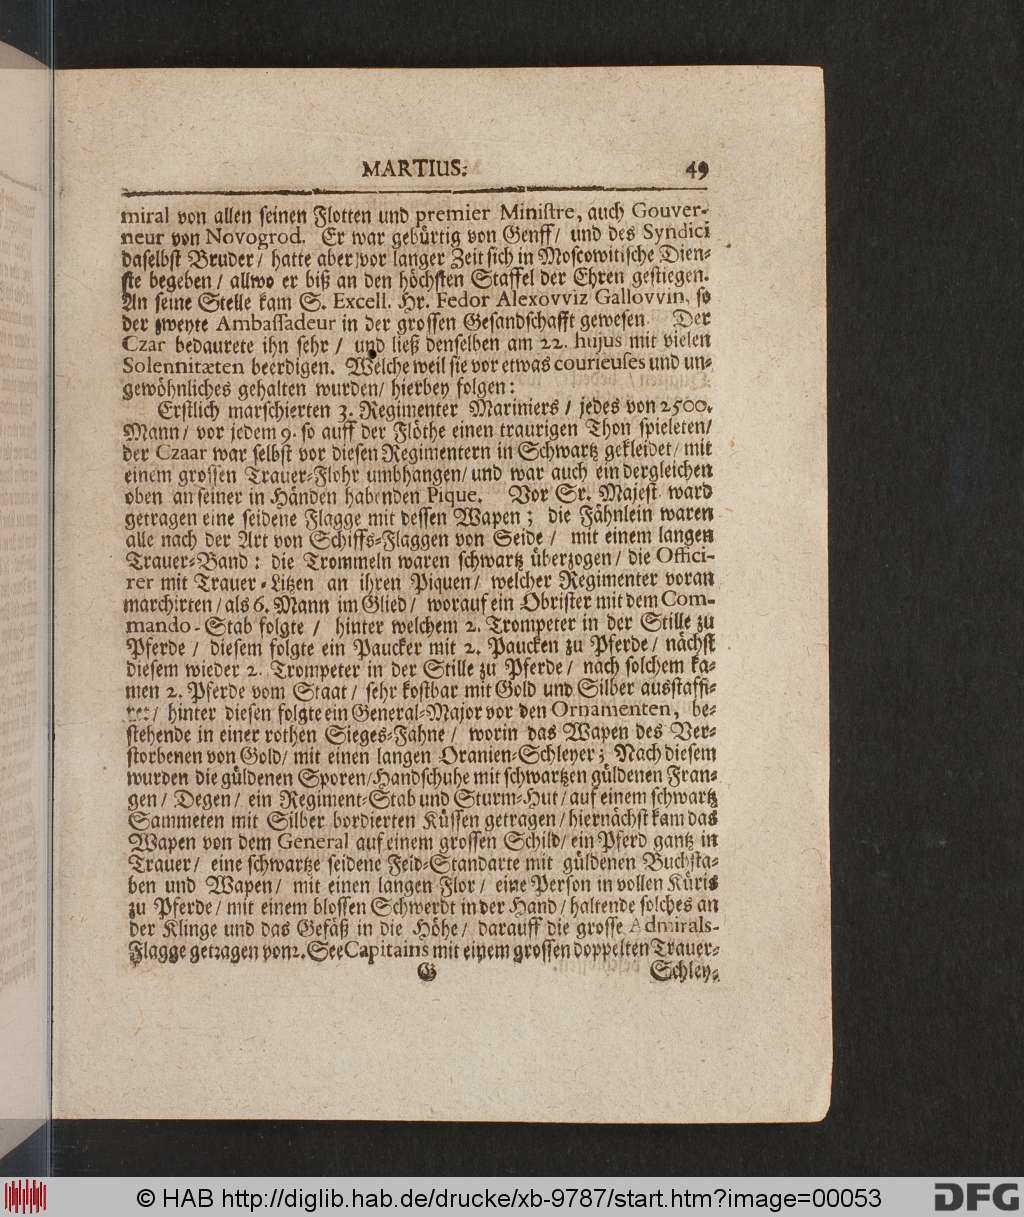 MARTIUS. 49
miral von allen seinen Flotten und premier Ministre, auch Gouver-
neur von Novogrod. Er war gebürtig von Genff/ und des Syndici
daselbst Bruder/ hatte aber vor langer Zeit sich in Moscowitische Dien-
ste begeben/ allwo er biß an den höchsten Staffel der Ehren gestiegen.
An seine Stelle kam S. Excell. Hr. Fedor Alexovviz Gallovvin, so
der zweyte Ambassadeur in der grossen Gesandschafft gewesen. Der
Czar bedaurete ihn sehr / und ließ denselben am 22. hujus mit vielen
Solennitæten beerdigen. Welche weil sie vor etwas courieuses und un-
gewöhnliches gehalten wurden/ hierbey folgen:
Erstlich marschierten 3. Regimenter Mariniers / jedes von 2500.
Mann/ vor jedem 9. so auff der Flöthe einen traurigen Thon spieleten/
der Czaar war selbst vor diesen Regimentern in Schwartz gekleidet/ mit
einem grossen Trauer-Flohr umbhangen/ und war auch ein dergleichen
oben an seiner in Händen habenden Pique. Vor Sr. Majest. ward
getragen eine seidene Flagge mit dessen Wapen; die Fähnlein waren
alle nach der Art von Schiffs-Flaggen von Seide / mit einem langen
Trauer-Band: die Trommeln waren schwartz überzogen/ die Offici-
rer mit Trauer-Litzen an ihren Piquen/ welcher Regimenter voran
marchirten/ als 6. Mann im Glied/ worauf ein Obrister mit dem Com-
mando-Stab folgte / hinter welchem 2. Trompeter in der Stille zu
Pferde / diesem folgte ein Paucker mit 2. Paucken zu Pferde/ nächst
diesem wieder 2. Trompeter in der Stille zu Pferde/ nach solchem ka-
men 2. Pferde vom Staat/ sehr kostbar mit Gold und Silber ausstaffi-
ret/ hinter diesen folgte ein General-Major vor den Ornamenten, be-
stehende in einer rothen Sieges-Fahne/ worin das Wapen des Ver-
storbenen von Gold/ mit einen langen Oranien-Schleyer; Nach diesem
wurden die güldenen Sporen/ Handschuhe mit schwartzen güldenen Fran-
gen/ Degen/ ein Regiment-Stab und Sturm-Hut/ auf einem schwartz
Sammeten mit Silber bordierten Küssen getragen/ hiernächst kam das
Wapen von dem General auf einem grossen Schild/ ein Pferd gantz in
Trauer/ eine schwartze seidene Feld-Standarte mit güldenen Buchsta-
ben und Wapen/ mit einen langen Flor/ eine Person in vollen Küris
zu Pferde/ mit einem blossen Schwerdt in der Hand/ haltende solches an
der Klinge und das Gefäß in die Höhe/ darauff die grosse Admirals-
Flagge getragen von 2. See Capitains mit einem grossen doppelten Trauer-
G Schley-
© HAB http://diglib.hab.de/drucke/xb-9787/start.htm?image=00053 DFG